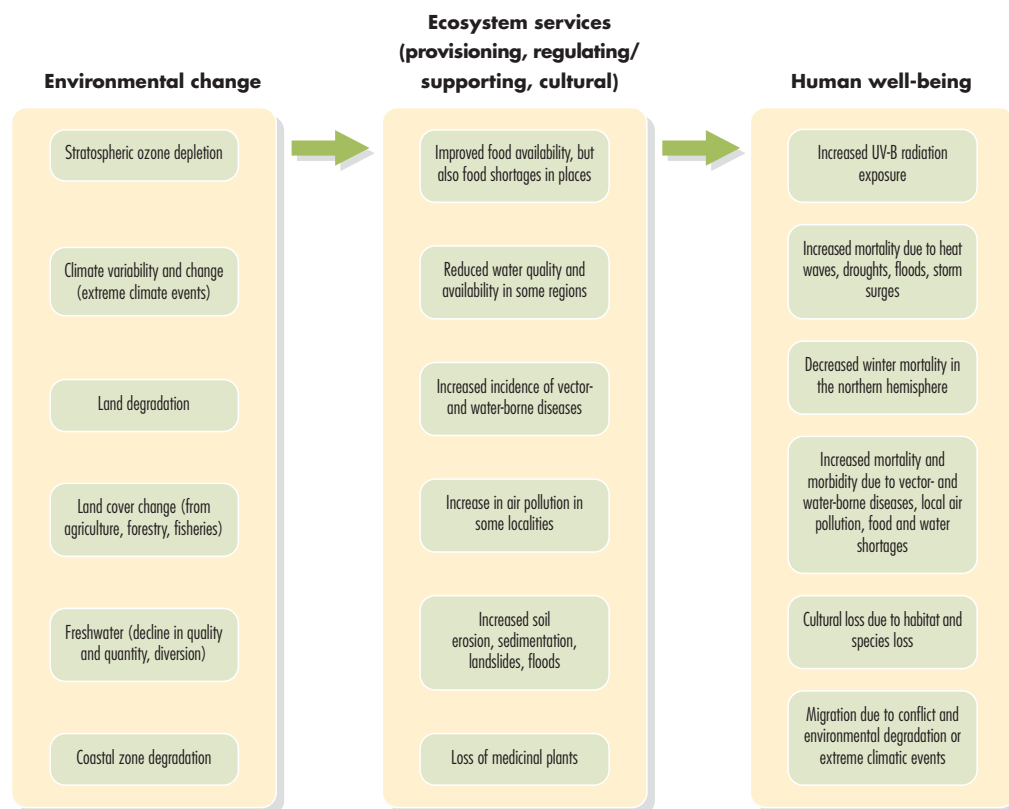 Environmental change
Stratospheric ozone depletion
Climate variability and change
(extreme climate events)
Land degradation
Land cover change (from
agriculture, forestry, fisheries)
Freshwater (decline in quality
and quantity, diversion)
Coastal zone degradation
Ecosystem services
(provisioning, regulating/
supporting, cultural)
Improved food availability, but
also food shortages in places
Reduced water quality and
availability in some regions
Increased incidence of vector-
and water-borne diseases
Increase in air pollution in
some localities
Increased soil
erosion, sedimentation,
landslides, floods
Loss of medicinal plants
Human well-being
Increased UV-B radiation
exposure
Increased mortality due to heat
waves, droughts, floods, storm
surges
Decreased winter mortality in
the northern hemisphere
Increased mortality and
morbidity due to vector- and
water-borne diseases, local air
pollution, food and water
shortages
Cultural loss due to habitat and
species loss
Migration due to conflict and
environmental degradation or
extreme climatic events